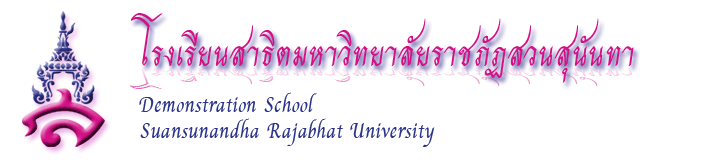 โรงเรียนสาธิตมหาวิทยาลัยราชภัฏสวนสุนันทา
Demonstration School
Suansunandha Rajabhat University